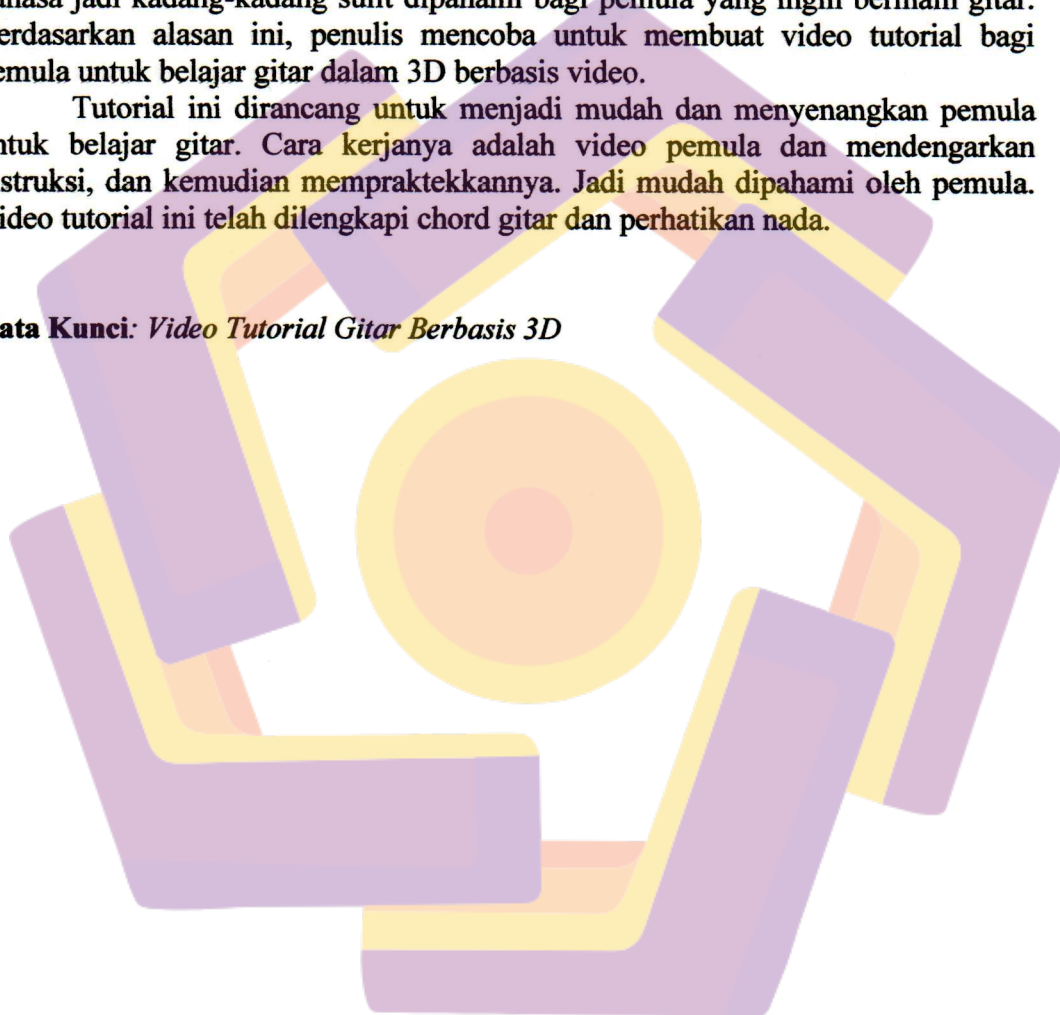 jadi kadang-kadang sulit dipahami bagi pemula yang ingin bermain gitar.
erdasarkan alasan ini, penulis mencoba untuk membuat video tutorial bagi
emula untuk belajar gitar dalam 3D berbasis video.
Tutorial ini dirancang untuk menjadi mudah dan menyenangkan pemula
ntuk belajar gitar. Cara kerjanya adalah video pemula dan mendengarkan
struksi, dan kemudian mempraktekkannya. Jadi mudah dipahami oleh pemula.
ideo tutorial ini telah dilengkapi chord gitar dan perhatikan nada.
ata Kunci: Video Tutorial Gitar Berbasis 3D